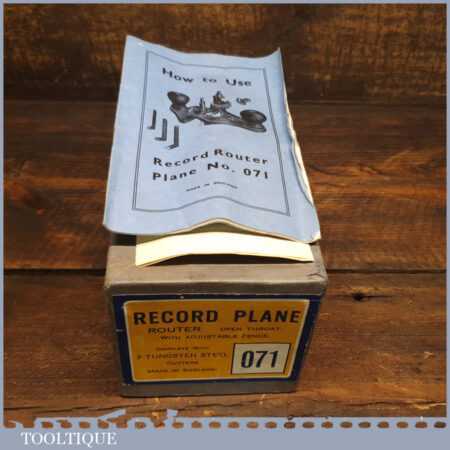 How to Use
Record Router
Plane No. 071
MADE IN ENGLAND
RECORD PLANE
ROUTER. OPEN THROAT.
WITH ADJUSTABLE FENCE.
COMPLETE WITH
3 TUNGSTEN STEEL
CUTTERS
MADE IN ENGLAND.
071
TOOLTIQUE